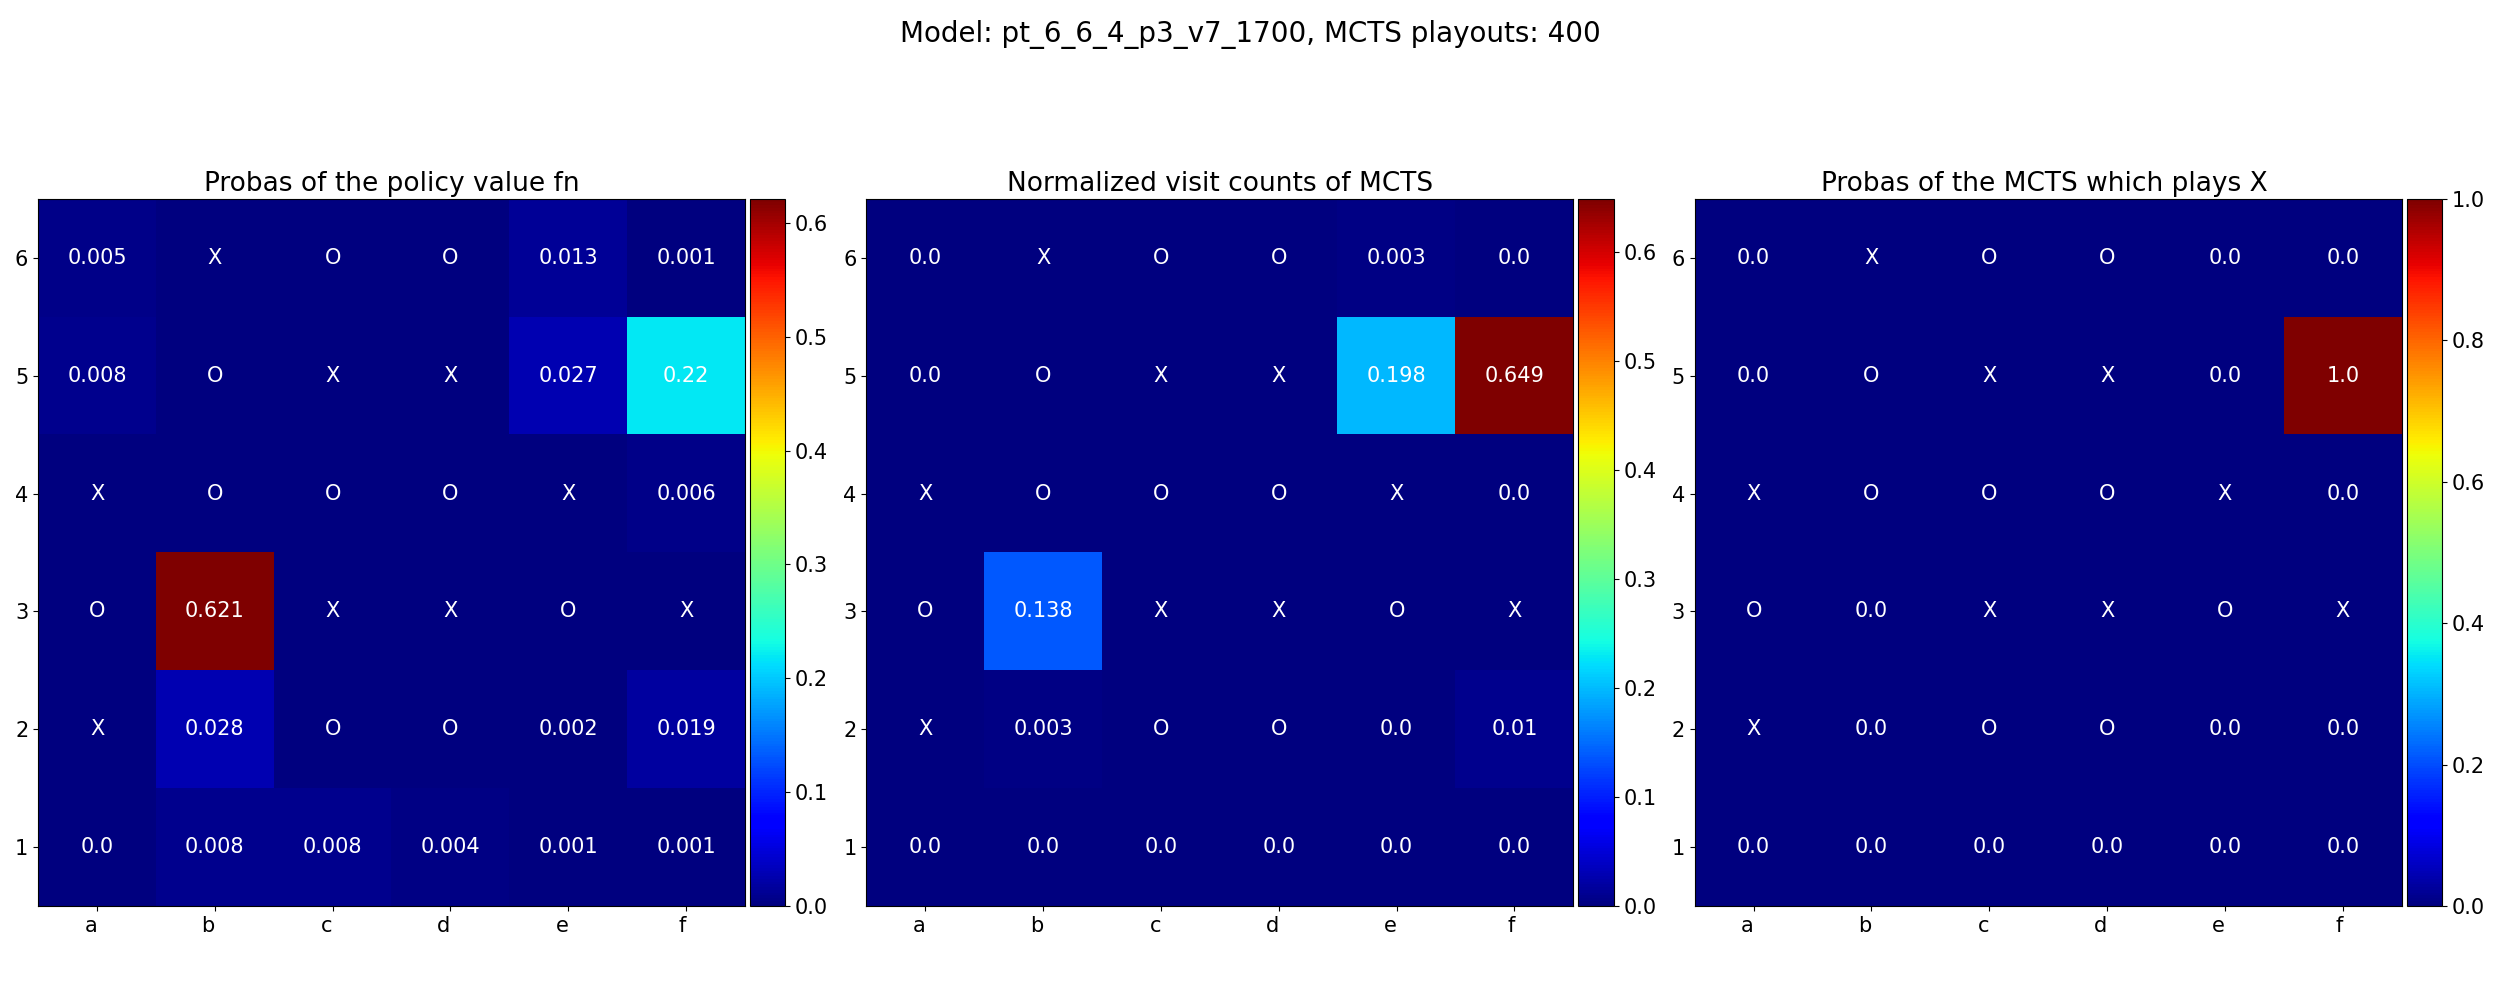 Model: pt_6_6_4_p3_v7_1700, MCTS playouts: 400
Probas of the policy value fn
6 0.005 X O O 0.013 0.001
5 0.008 O X X 0.027 0.22
4 X O O O X 0.006
3 O 0.621 X X O X
2 X 0.028 O O 0.002 0.019
1 0.0 0.008 0.008 0.004 0.001 0.001
a b c d e f
0.6
0.5
0.4
0.3
0.2
0.1
0.0
Normalized visit counts of MCTS
6 0.0 X O O 0.003 0.0
5 0.0 O X X 0.198 0.649
4 X O O O X 0.0
3 O 0.138 X X O X
2 X 0.003 O O 0.0 0.01
1 0.0 0.0 0.0 0.0 0.0 0.0
a b c d e f
0.6
0.5
0.4
0.3
0.2
0.1
0.0
Probas of the MCTS which plays X
6 0.0 X O O 0.0 0.0
5 0.0 O X X 0.0 1.0
4 X O O O X 0.0
3 O 0.0 X X O X
2 X 0.0 O O 0.0 0.0
1 0.0 0.0 0.0 0.0 0.0 0.0
a b c d e f
1.0
0.8
0.6
0.4
0.2
0.0